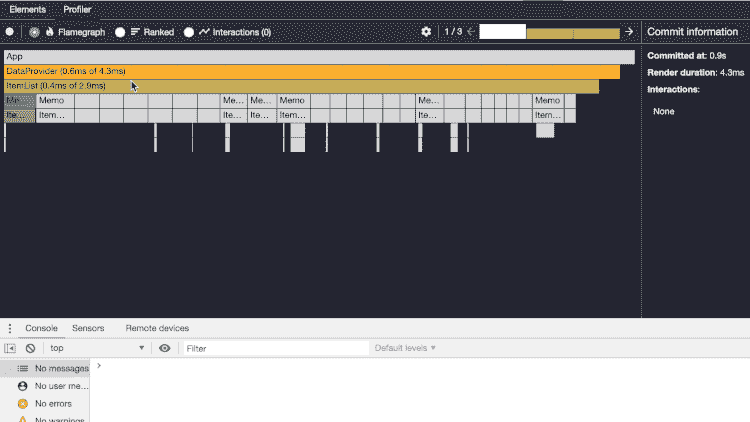 Elements Profiler
Flamegraph Ranked Interactions (0) 1 / 3 Commit information
App
Committed at: 0.9s
DataProvider (0.6ms of 4.3ms)
Render duration: 4.3ms
ItemList (0.4ms of 2.9ms)
Interactions:
Me... Memo Me... Me... Memo Me... Memo
None
Ite... Item... Ite... Ite... Item... Ite... Item...
Console Sensors Remote devices
top Filter Default levels
No messages
No user me...
No errors
No warnings